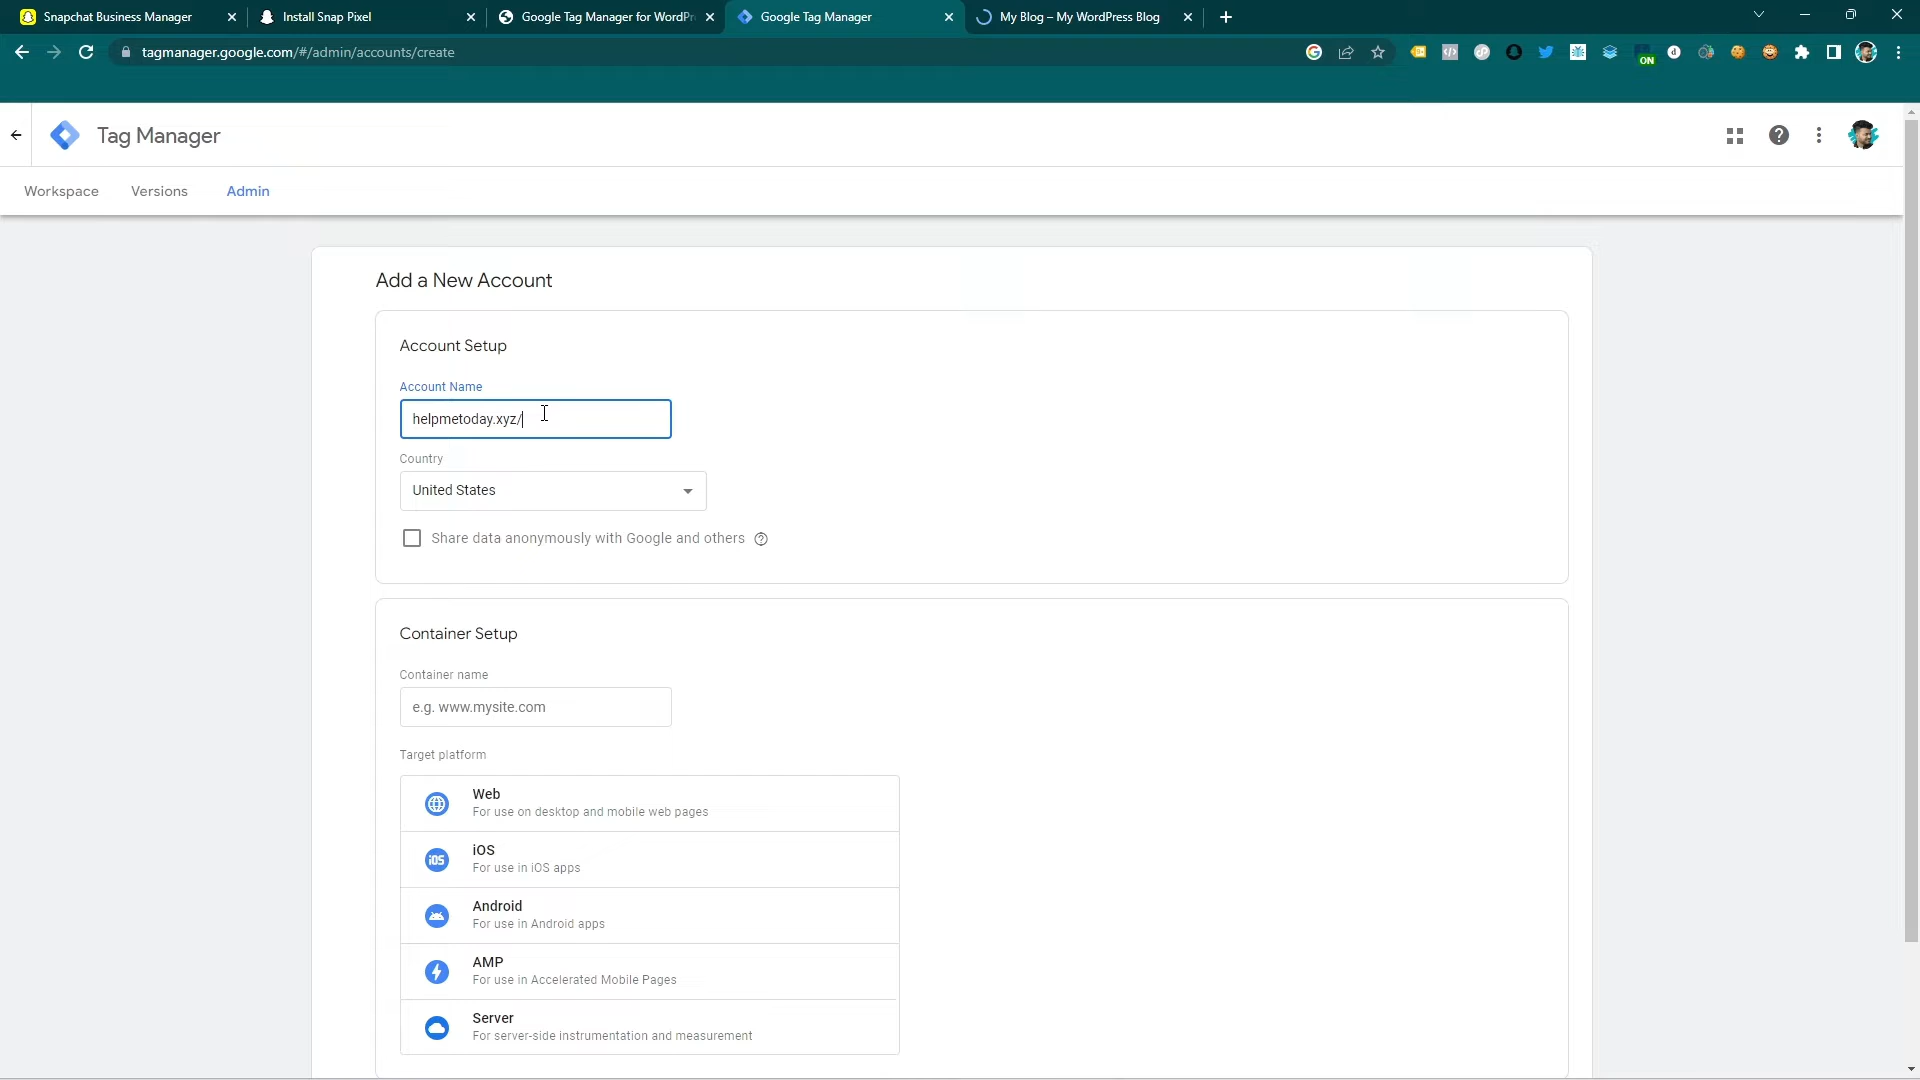 Snapchat Business Manager
Install Snap Pixel
Google Tag Manager for WordPr
Google Tag Manager
My Blog – My WordPress Blog
tagmanager.google.com/#/admin/accounts/create
ON
Tag Manager
Workspace
Versions
Admin
Add a New Account
Account Setup
Account Name
helpmetoday.xyz/
Country
United States
Share data anonymously with Google and others
Container Setup
Container name
e.g. www.mysite.com
Target platform
Web
For use on desktop and mobile web pages
iOS
iOS
For use in iOS apps
Android
For use in Android apps
AMP
For use in Accelerated Mobile Pages
Server
For server-side instrumentation and measurement